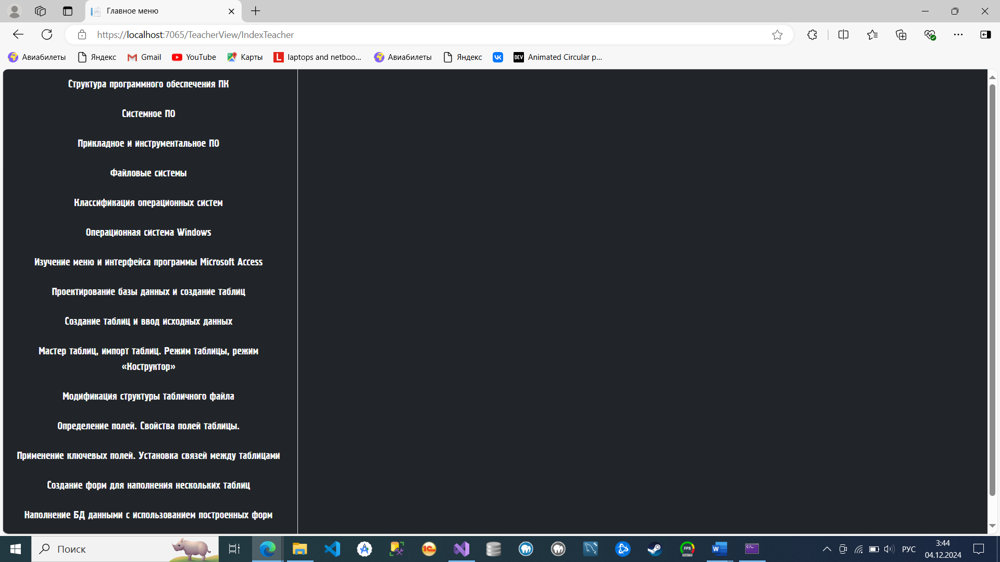 Главное меню
https://localhost:7065/TeacherView/IndexTeacher
Авиабилеты
Яндекс
Gmail
YouTube
Карты
L
laptops and netboo...
Авиабилеты
Яндекс
DEV
Animated Circular p...
Структура программного обеспечения ПК
Системное ПО
Прикладное и инструментальное ПО
Файловые системы
Классификация операционных систем
Операционная система Windows
Изучение меню и интерфейса программы Microsoft Access
Проектирование базы данных и создание таблиц
Создание таблиц и ввод исходных данных
Мастер таблиц, импорт таблиц. Режим таблицы, режим
«Коструктор»
Модификация структуры табличного файла
Определение полей. Свойства полей таблицы.
Применение ключевых полей. Установка связей между таблицами
Создание форм для наполнения нескольких таблиц
Наполнение БД данными с использованием построенных форм
Поиск
1С
FPS
MONITOR
W
C:\.
РУС
3:44
04.12.2024